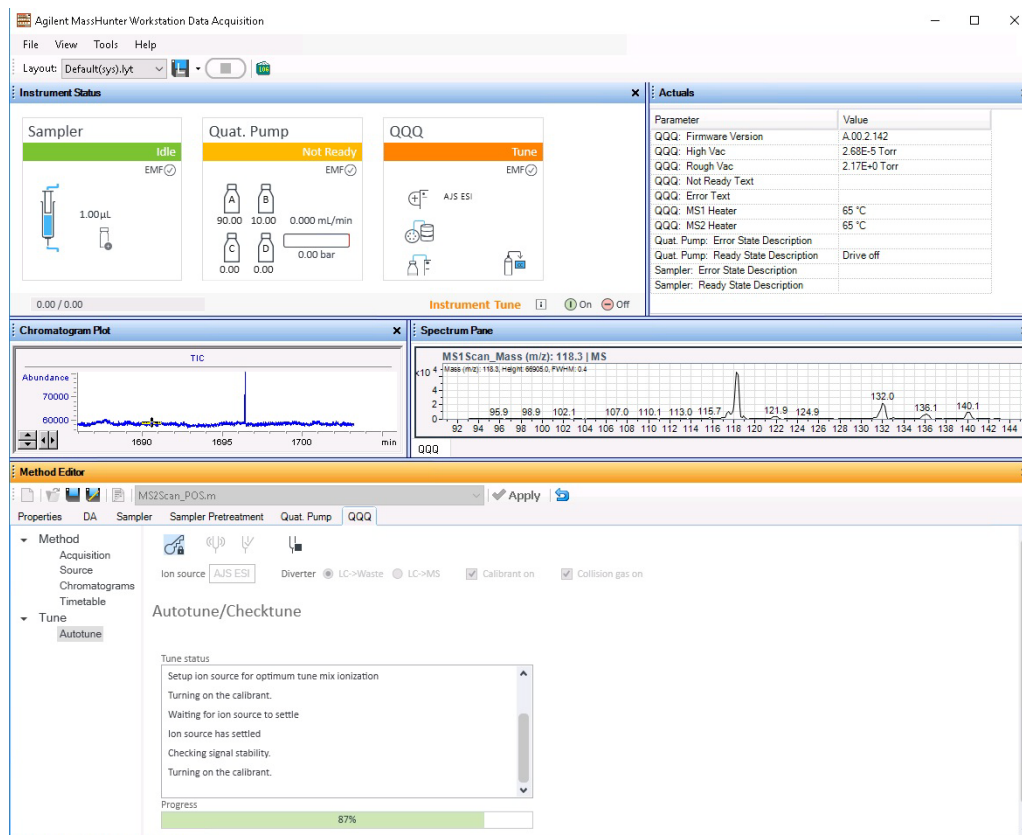 Agilent MassHunter Workstation Data Acquisition
File View Tools Help
Layout: Default(sys).lyt
Instrument Status
Sampler
Idle
EMF
1.00µL
Quat. Pump
Not Ready
EMF
A B
90.00 10.00 0.000 mL/min
C D
0.00 bar
0.00 0.00
QQQ
Tune
EMF
AJS ESI
0.00 / 0.00
Instrument Tune i On Off
Actuals
Parameter Value
QQQ: Firmware Version A.00.2.142
QQQ: High Vac 2.68E-5 Torr
QQQ: Rough Vac 2.17E+0 Torr
QQQ: Not Ready Text
QQQ: Error Text
QQQ: MS1 Heater 65 °C
QQQ: MS2 Heater 65 °C
Quat. Pump: Error State Description
Quat. Pump: Ready State Description Drive off
Sampler: Error State Description
Sampler: Ready State Description
Chromatogram Plot
TIC
Abundance
70000
60000
1690 1695 1700 min
Spectrum Pane
MS1Scan_Mass (m/z): 118.3 | MS
x10 4 Mass (m/z): 118.3, Height: 66905.0, FWHM: 0.4
4
2
0
95.9 98.9 102.1 107.0 110.1 113.0 115.7 121.9 124.9 132.0 136.1 140.1
92 94 96 98 100 102 104 106 108 110 112 114 116 118 120 122 124 126 128 130 132 134 136 138 140 142 144
QQQ
Method Editor
MS2Scan_POS.m Apply
Properties DA Sampler Sampler Pretreatment Quat. Pump QQQ
Method
Acquisition
Source
Chromatograms
Timetable
Tune
Autotune
Ion source AJS ESI Diverter LC->Waste LC->MS Calibrant on Collision gas on
Autotune/Checktune
Tune status
Setup ion source for optimum tune mix ionization
Turning on the calibrant.
Waiting for ion source to settle
Ion source has settled
Checking signal stability.
Turning on the calibrant.
Progress
87%